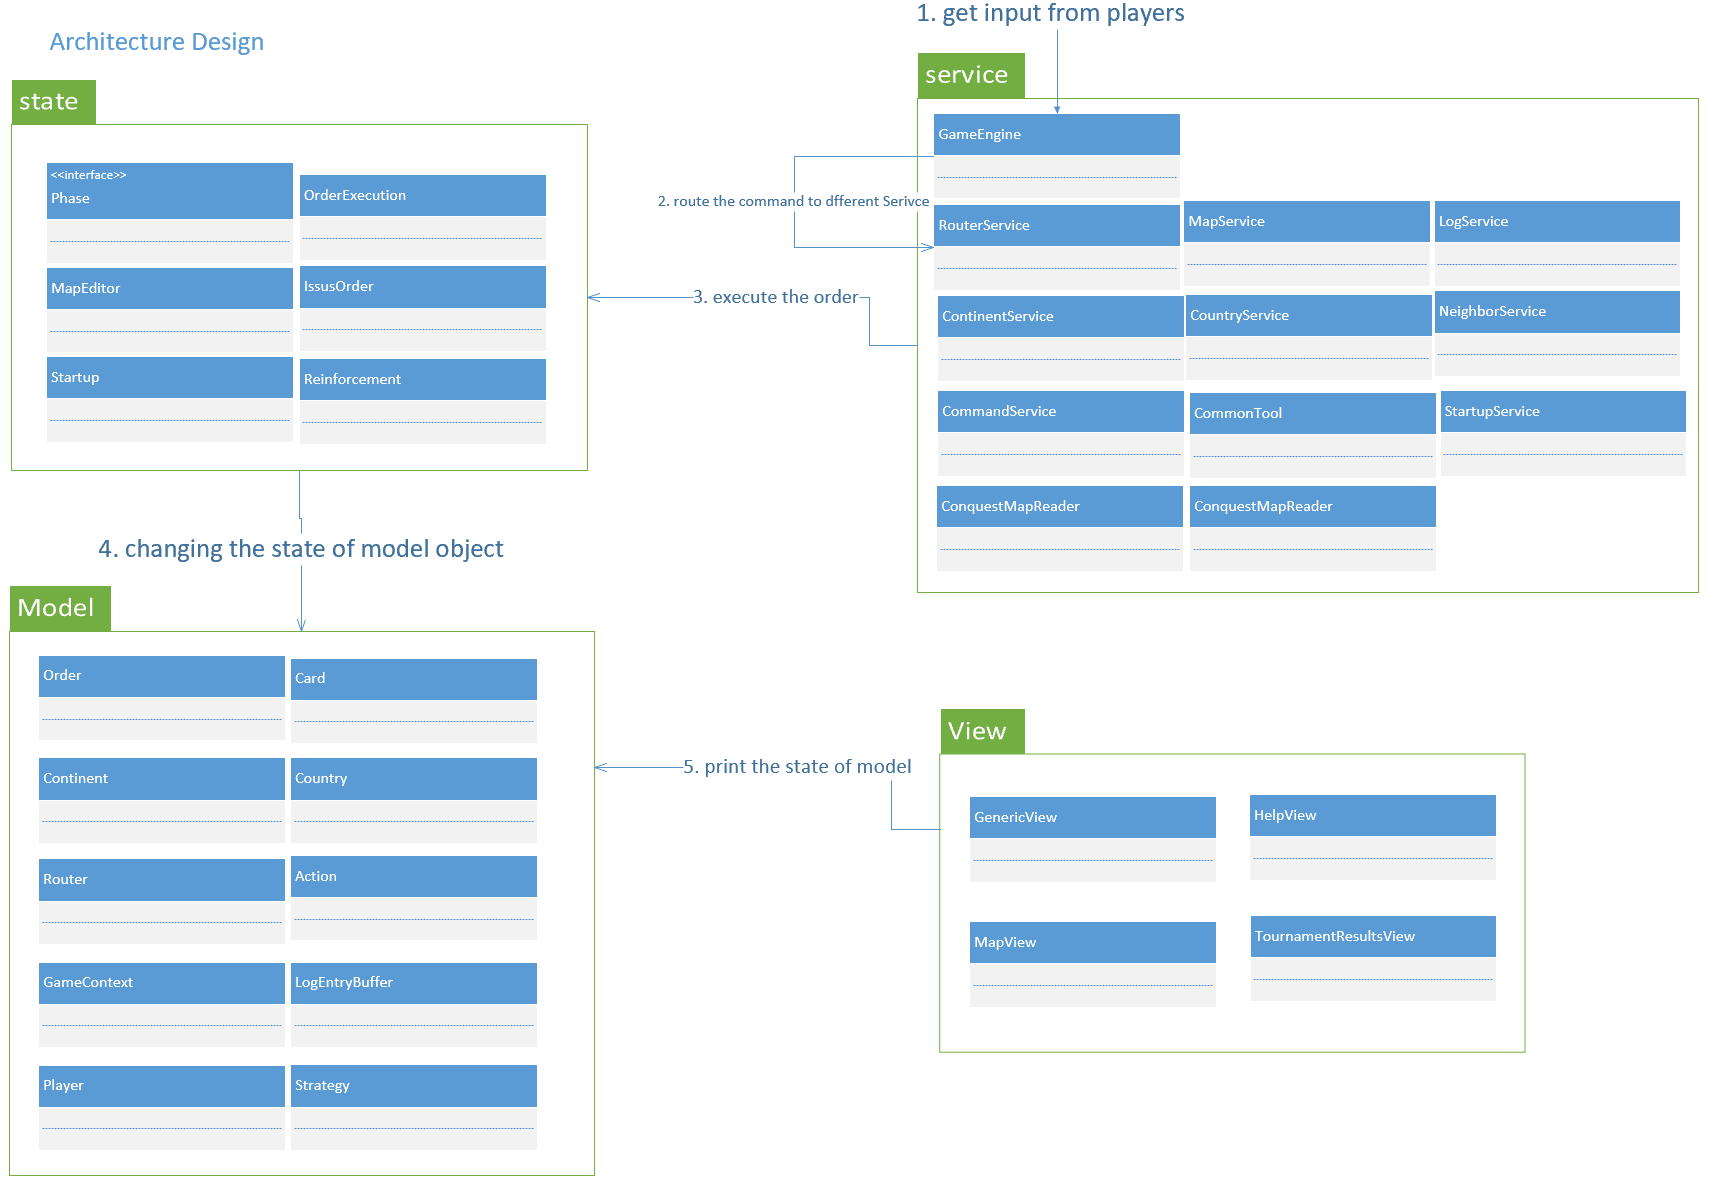 Architecture Design
1. get input from players
state
<<interface>>
Phase
OrderExecution
MapEditor
IssusOrder
Startup
Reinforcement
service
GameEngine
2. route the command to dfferent Serivce
RouterService
MapService
LogService
3. execute the order
ContinentService
CountryService
NeighborService
CommandService
CommonTool
StartupService
ConquestMapReader
ConquestMapReader
4. changing the state of model object
Model
Order
Card
Continent
Country
Router
Action
GameContext
LogEntryBuffer
Player
Strategy
5. print the state of model
View
GenericView
HelpView
MapView
TournamentResultsView